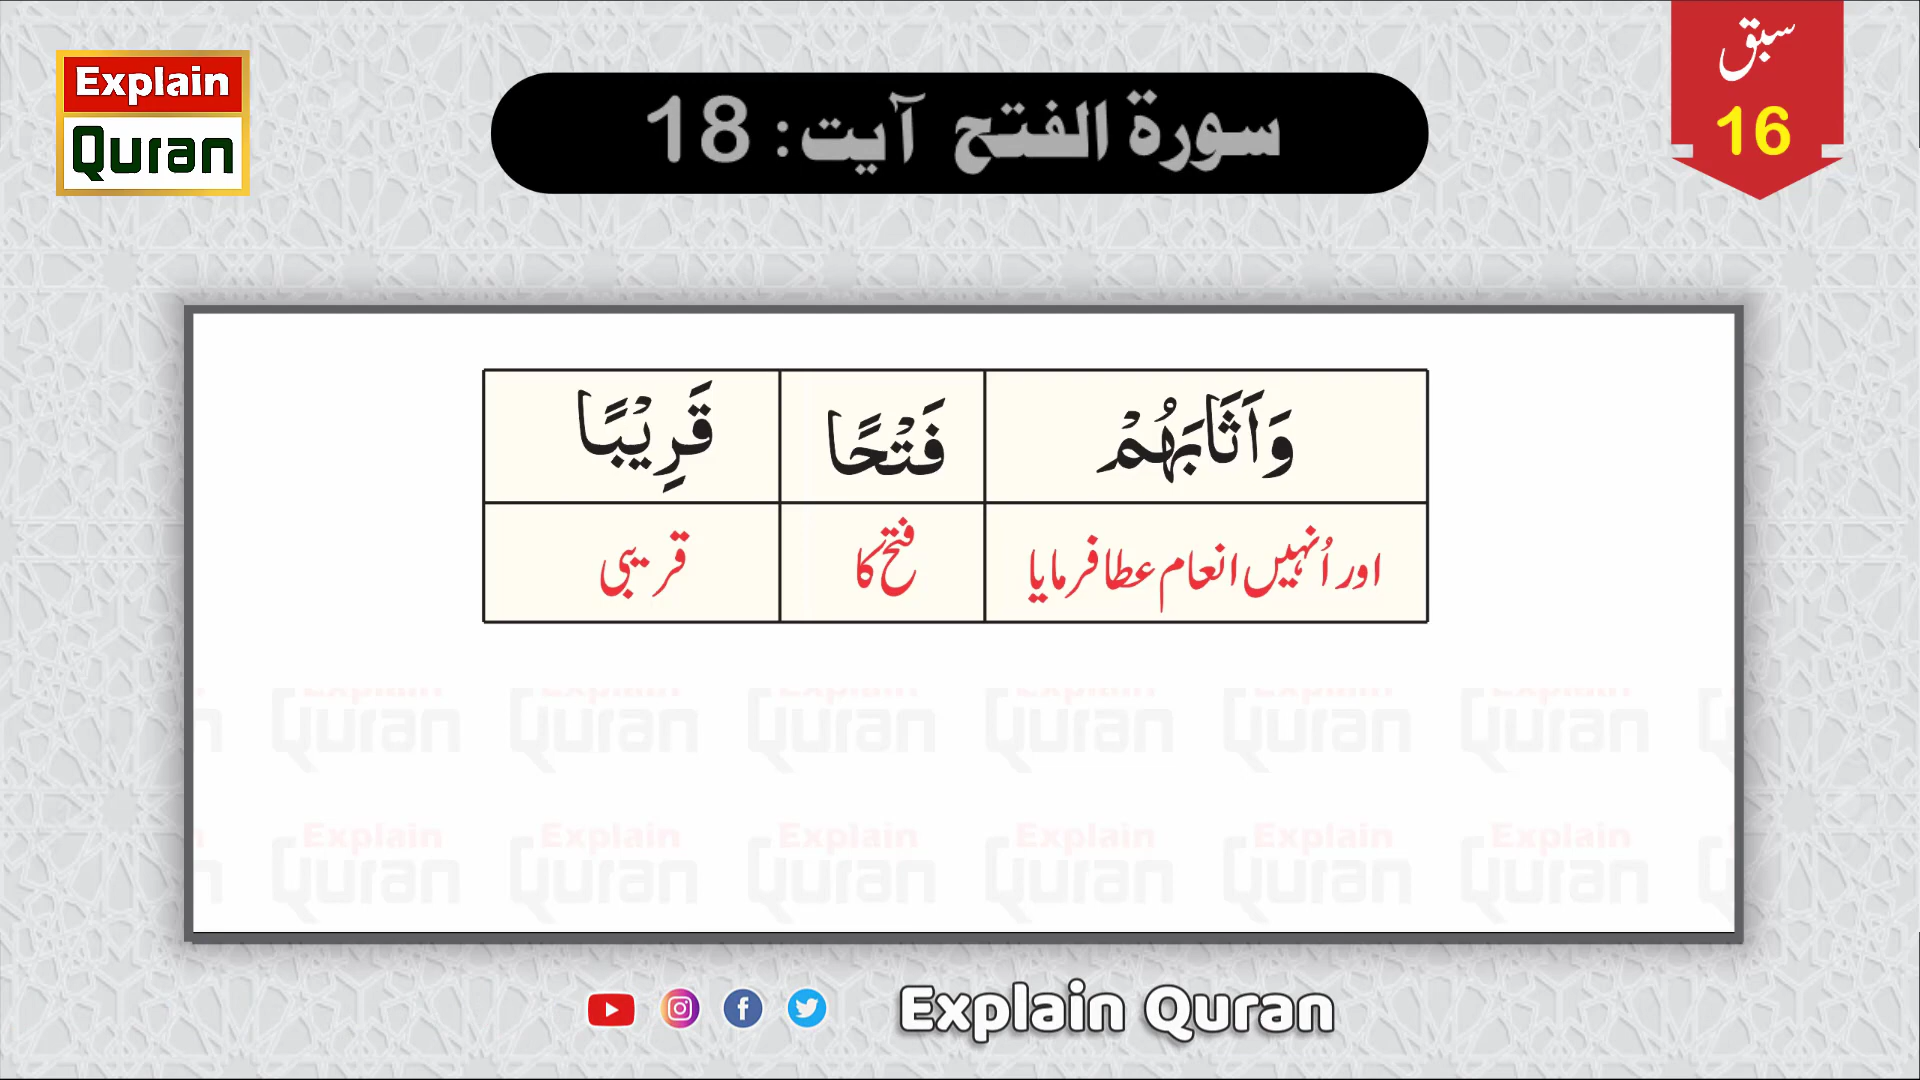 Explain
Quran
سورۃ الفتح آیت: 18
سبق
16
وَاَثَابَهُمْ فَتْحًا قَرِيْبًا
اور اُنہیں انعام عطا فرمایا فتح کا قریبی
Explain Quran